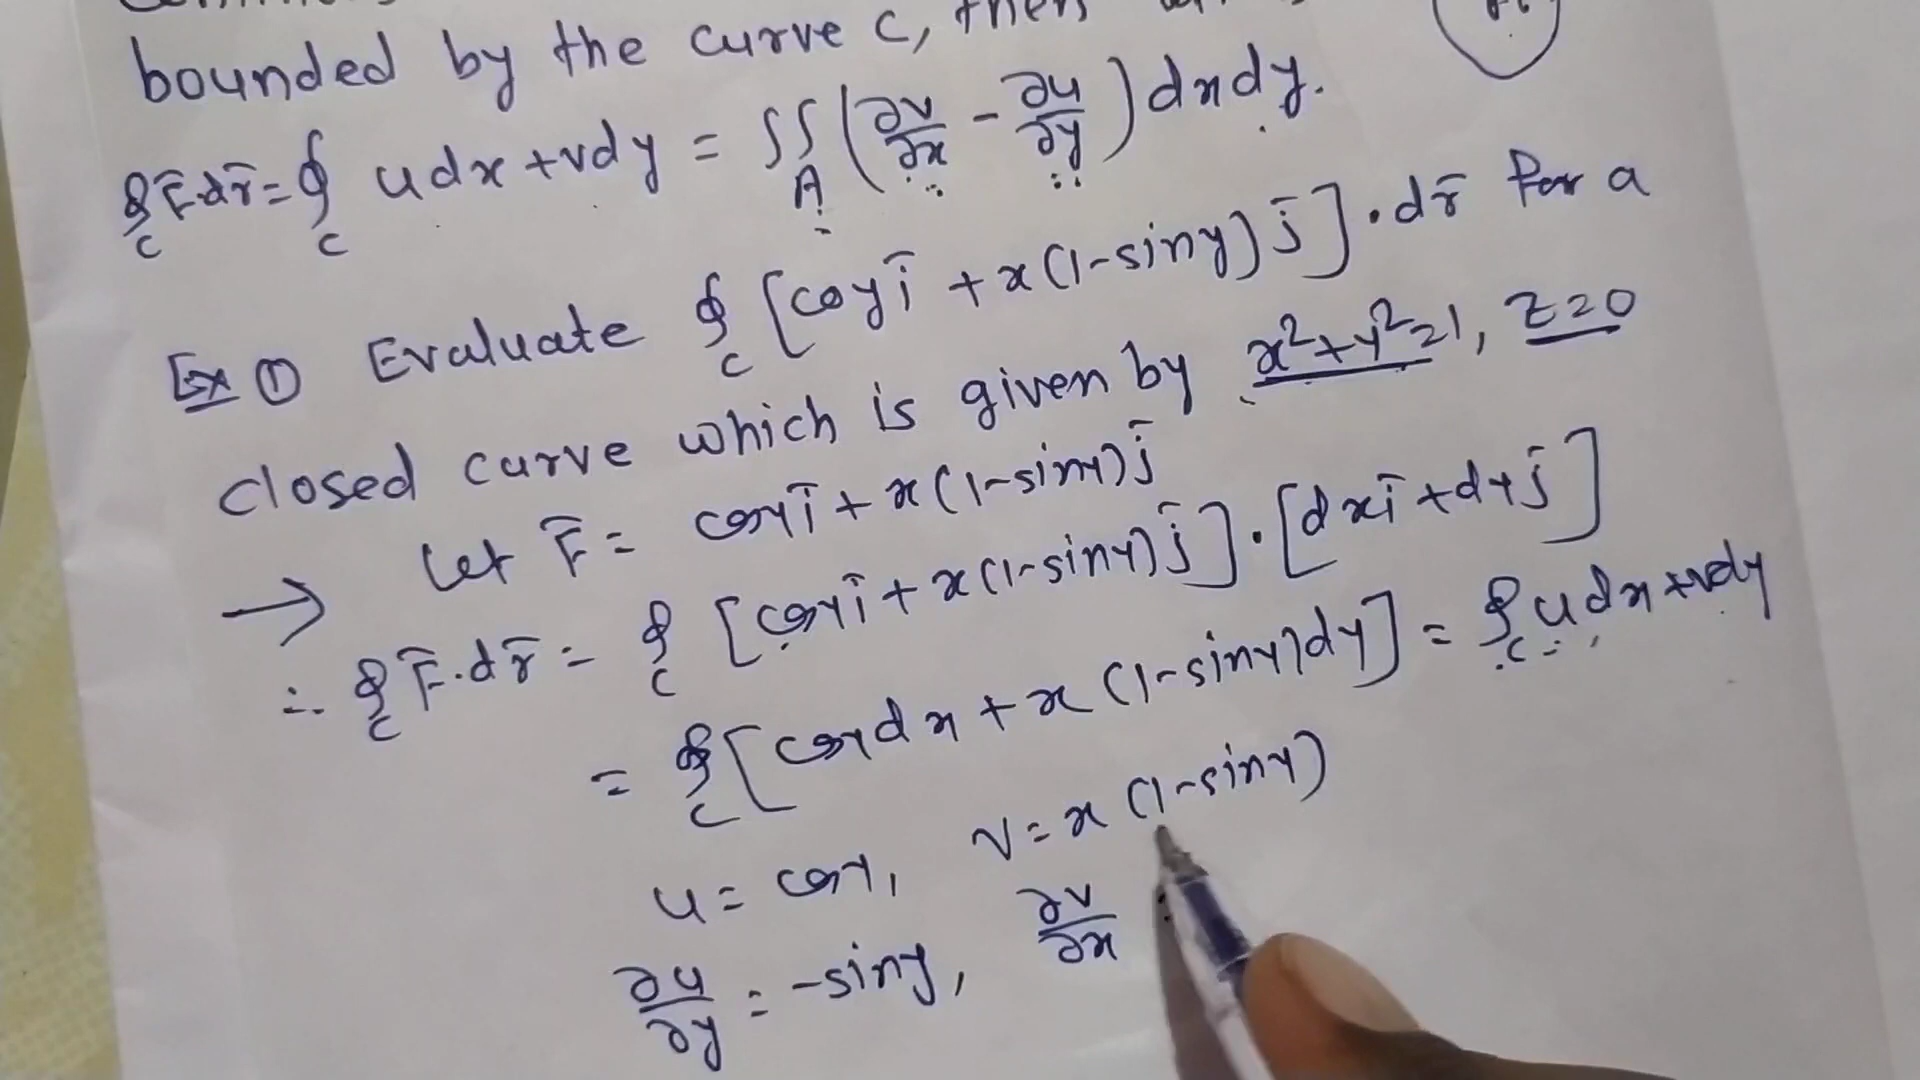 bounded by the curve C, then
∮_C F̄·dr̄ = ∮_C udx+vdy = ∬_A (∂v/∂x - ∂u/∂y) dxdy.
Ex ① Evaluate ∮_C [cosy ī + x(1-siny) j̄]·dr̄ for a
closed curve which is given by x²+y²=1, z=0
→ Let F̄ = cosy ī + x(1-siny) j̄
∴ ∮_C F̄·dr̄ = ∮_C [cosy ī + x(1-siny) j̄]·[dx ī + dy j̄]
= ∮_C [cosy dx + x(1-siny)dy] = ∮_C udx+vdy
u = cosy, v = x(1-siny)
∂u/∂y = -siny, ∂v/∂x